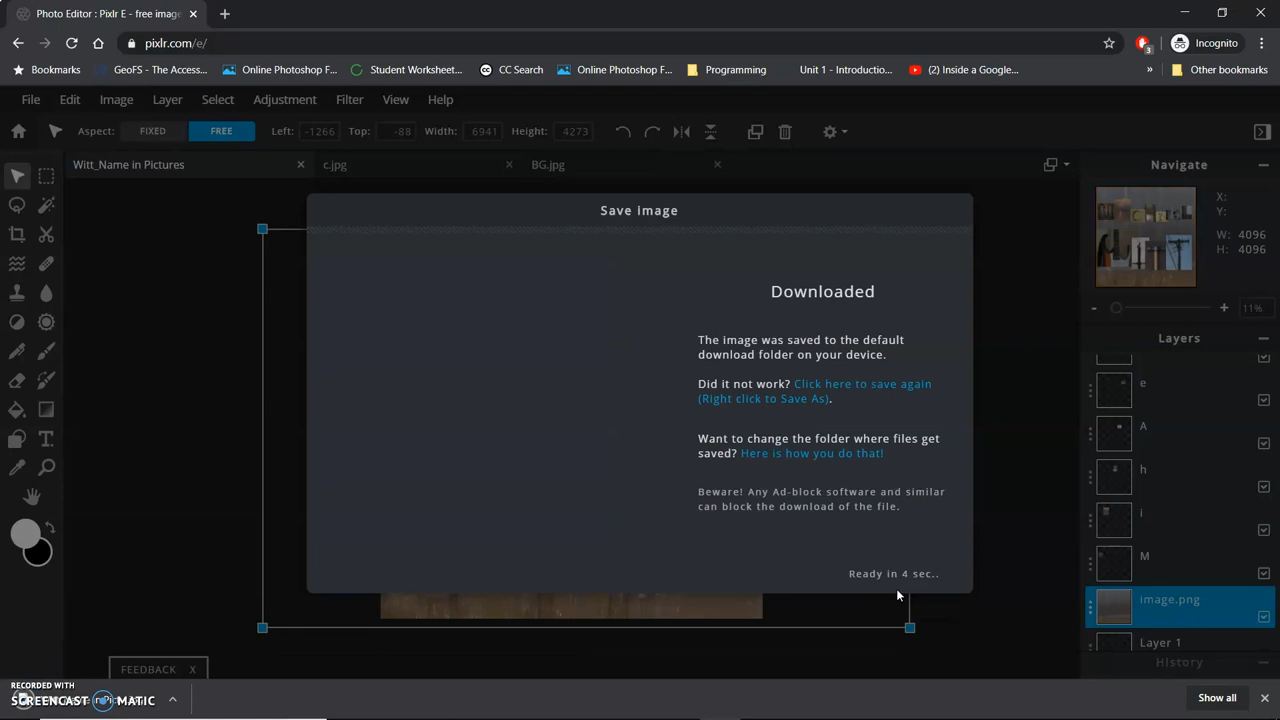 Photo Editor : Pixlr E - free image
pixlr.com/e/
3
Incognito
Bookmarks
GeoFS - The Access...
Online Photoshop F...
Student Worksheet...
CC Search
Online Photoshop F...
Programming
Unit 1 - Introductio...
(2) Inside a Google...
»
Other bookmarks
File Edit Image Layer Select Adjustment Filter View Help
Aspect: FIXED FREE Left: -1266 Top: -88 Width: 6941 Height: 4273
Witt_Name in Pictures
c.jpg
BG.jpg
Navigate
X:
Y:
W: 4096
H: 4096
- + 11%
Save image
Downloaded
The image was saved to the default
download folder on your device.
Did it not work? Click here to save again
(Right click to Save As).
Want to change the folder where files get
saved? Here is how you do that!
Beware! Any Ad-block software and similar
can block the download of the file.
Ready in 4 sec..
Layers
e
A
h
i
M
image.png
Layer 1
History
FEEDBACK X
RECORDED WITH
SCREENCAST MATIC
Show all